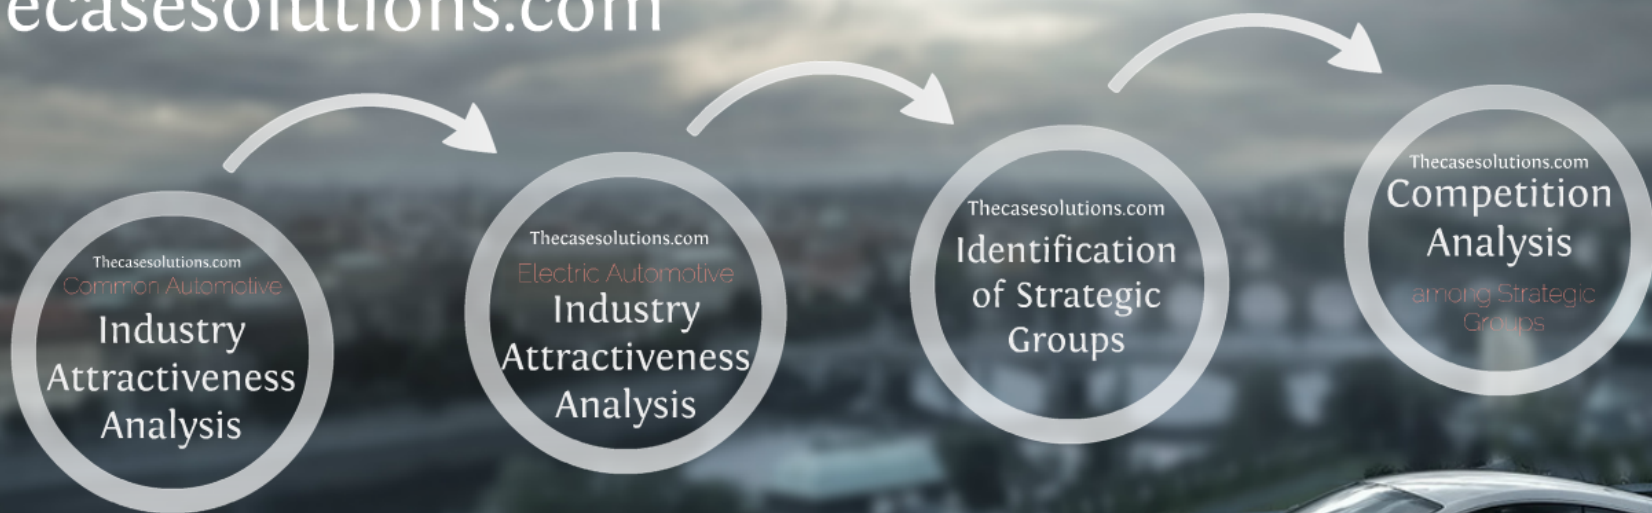 ecasesolutions.com
Thecasesolutions.com
Common Automotive
Industry
Attractiveness
Analysis
Thecasesolutions.com
Electric Automotive
Industry
Attractiveness
Analysis
Thecasesolutions.com
Identification
of Strategic
Groups
Thecasesolutions.com
Competition
Analysis
among Strategic
Groups